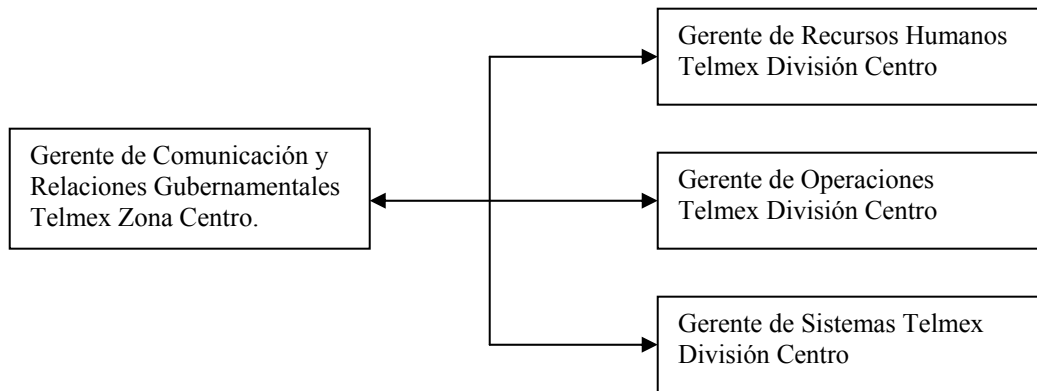 Gerente de Recursos Humanos
Telmex División Centro
Gerente de Comunicación y
Relaciones Gubernamentales
Telmex Zona Centro.
Gerente de Operaciones
Telmex División Centro
Gerente de Sistemas Telmex
División Centro